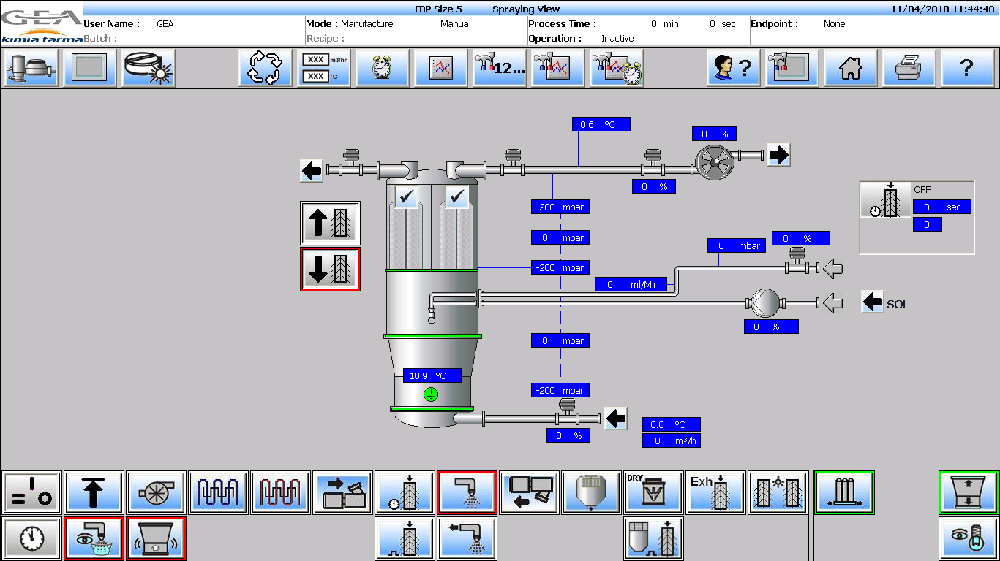 FBP Size 5 - Spraying View 11/04/2018 11:44:40
GEA
kimia farma
User Name : GEA
Batch :
Mode : Manufacture Manual
Recipe :
Process Time : 0 min 0 sec
Operation : Inactive
Endpoint : None
XXX m3/hr
XXX °C
12...
?
?
0.6 ºC
0 %
0 %
-200 mbar
0 mbar
-200 mbar
OFF
0 sec
0
0 %
0 mbar
0 ml/Min
SOL
0 %
0 mbar
10.9 ºC
-200 mbar
0 %
0.0 ºC
0 m³/h
DRY
Exh